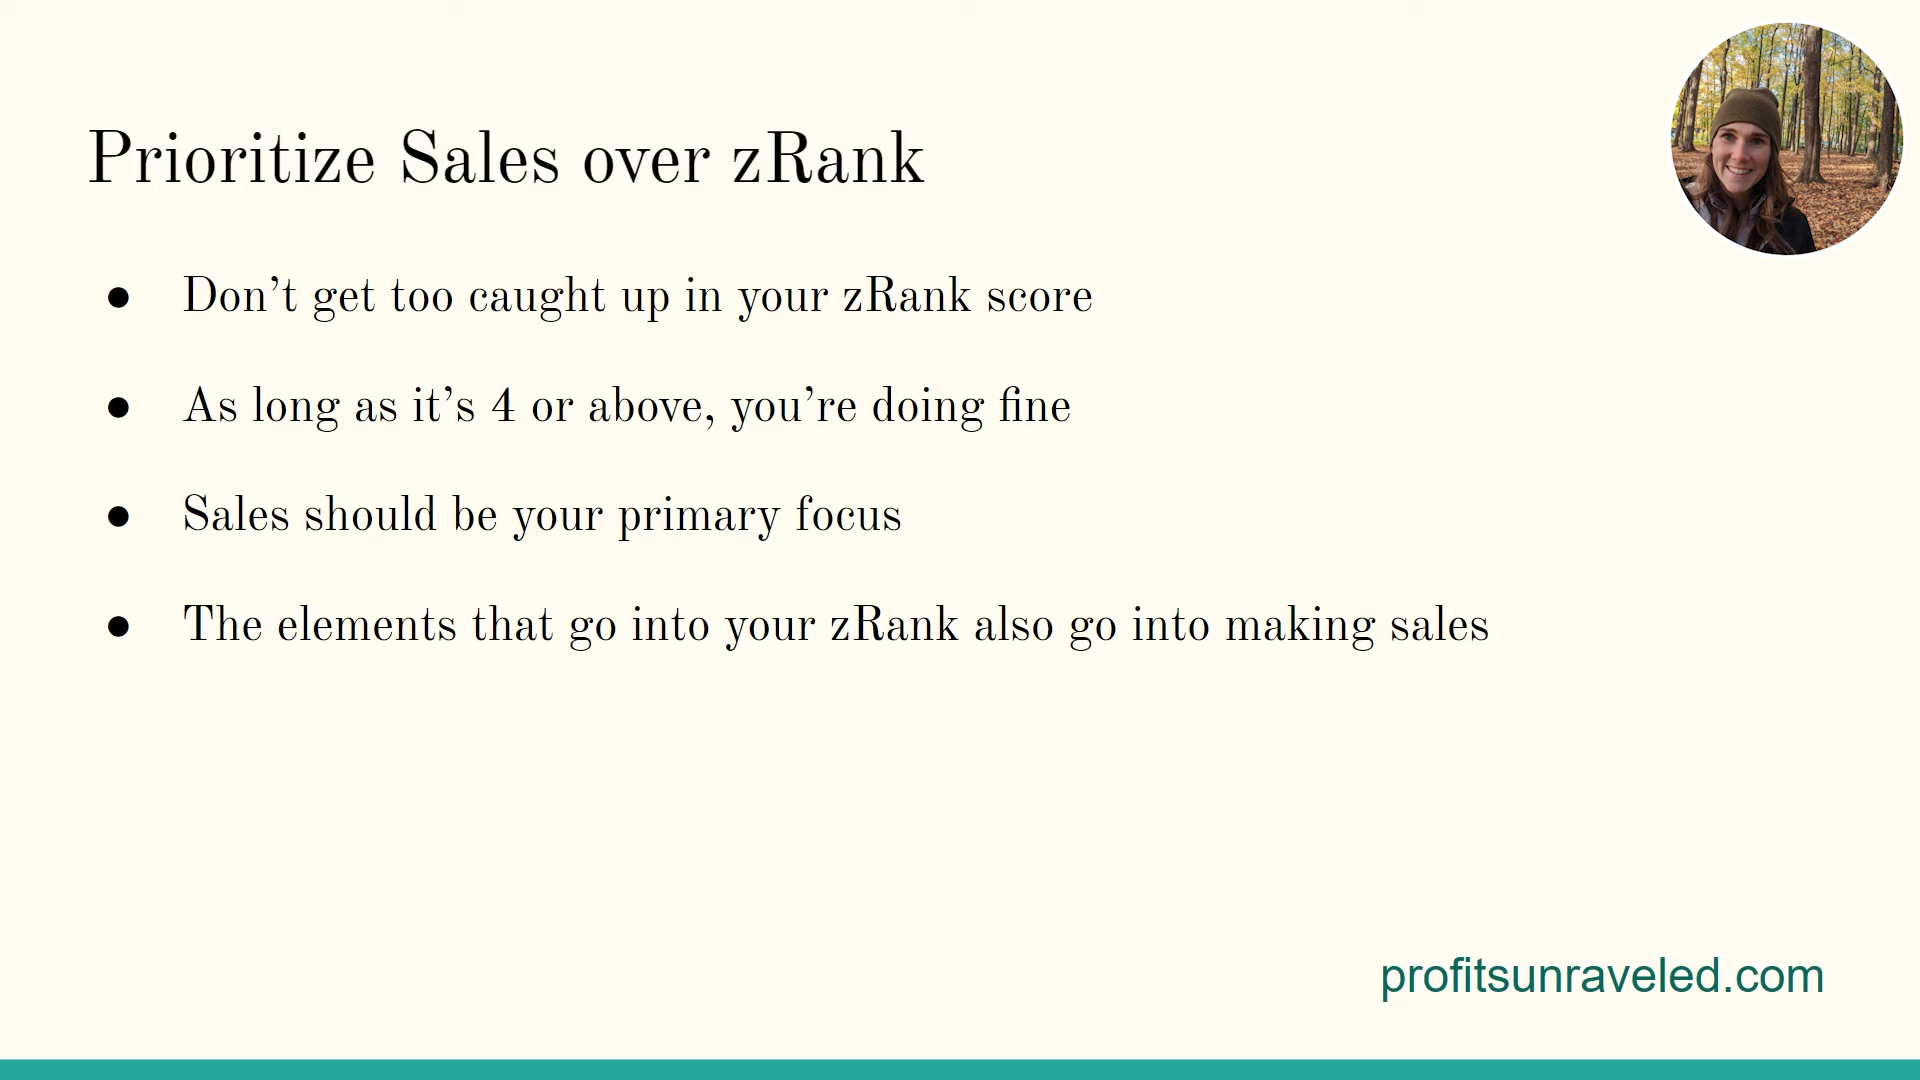 Prioritize Sales over zRank
● Don’t get too caught up in your zRank score
● As long as it’s 4 or above, you’re doing fine
● Sales should be your primary focus
● The elements that go into your zRank also go into making sales
profitsunraveled.com